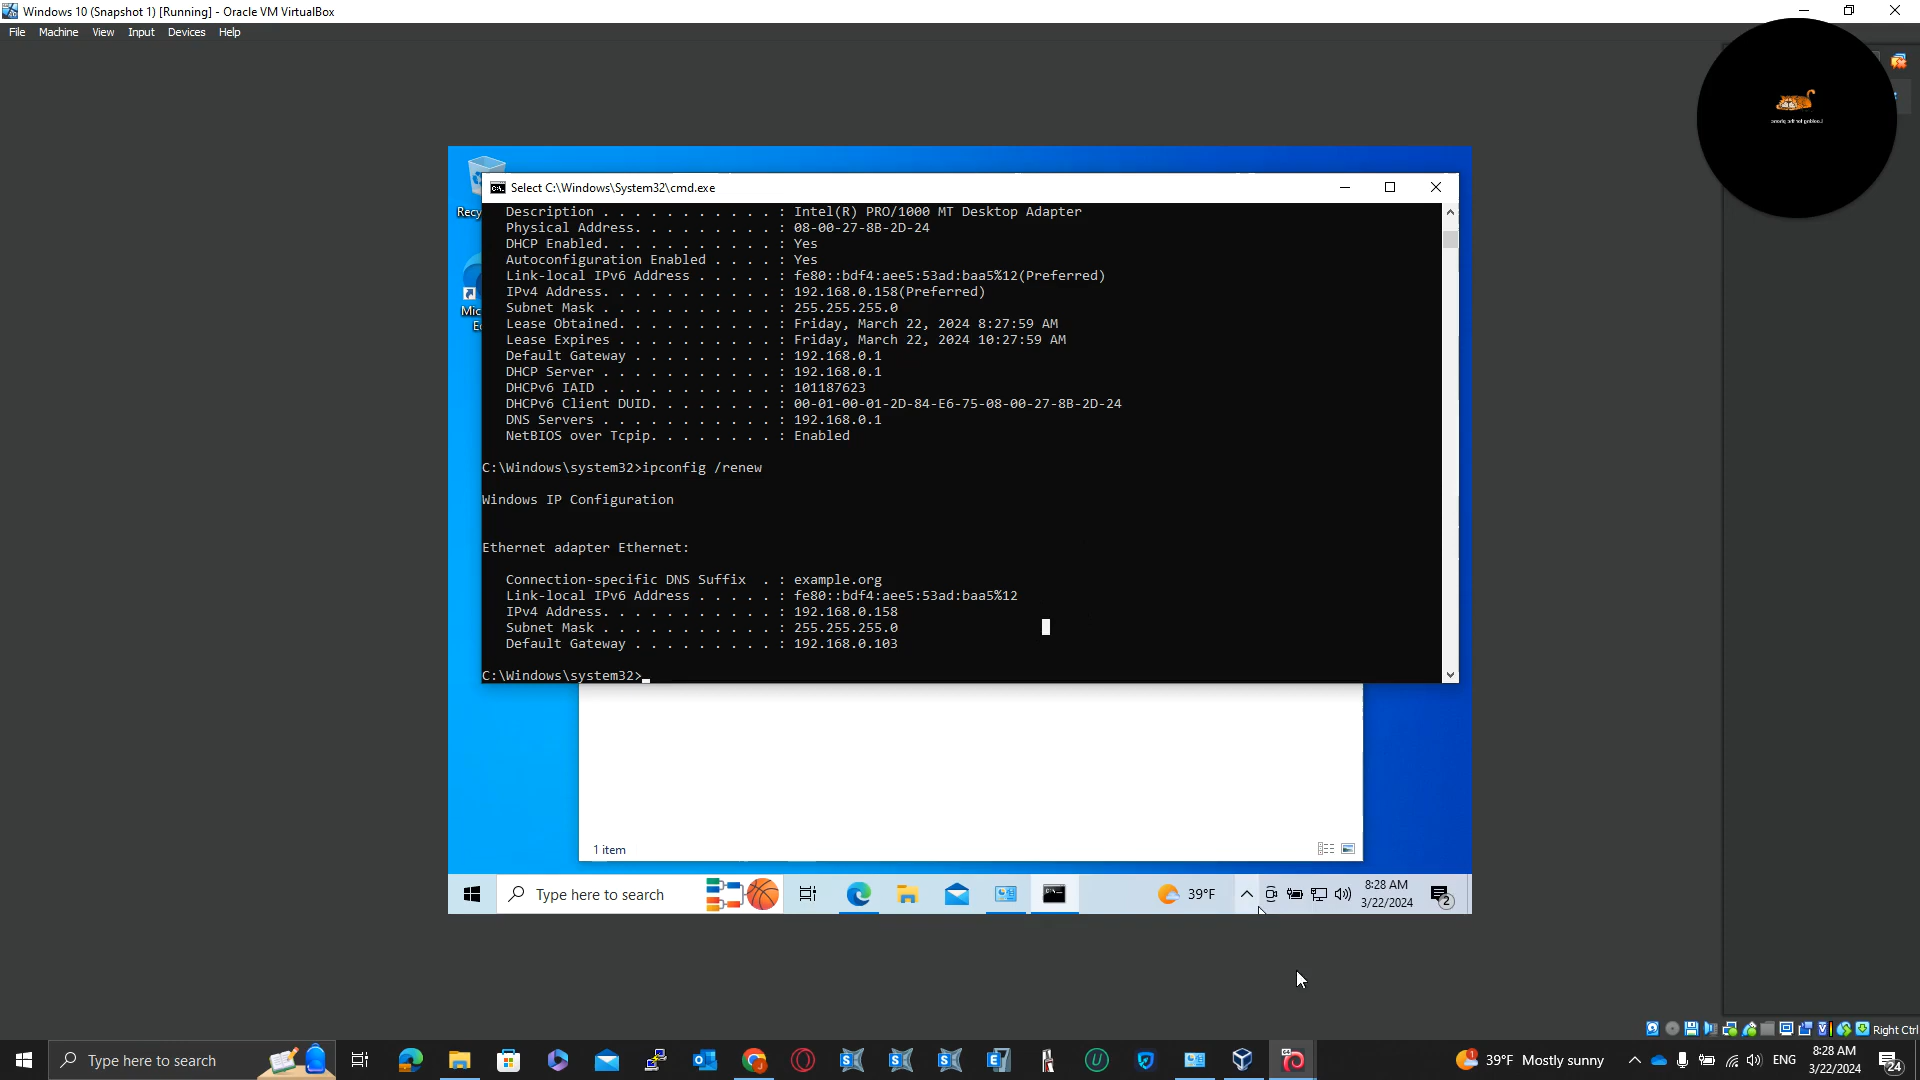 Windows 10 (Snapshot 1) [Running] - Oracle VM VirtualBox
File Machine View Input Devices Help
Select C:\Windows\System32\cmd.exe
Description . . . . . . . . . . . : Intel(R) PRO/1000 MT Desktop Adapter
Physical Address. . . . . . . . . : 08-00-27-8B-2D-24
DHCP Enabled. . . . . . . . . . . : Yes
Autoconfiguration Enabled . . . . : Yes
Link-local IPv6 Address . . . . . : fe80::bdf4:aee5:53ad:baa5%12(Preferred)
IPv4 Address. . . . . . . . . . . : 192.168.0.158(Preferred)
Subnet Mask . . . . . . . . . . . : 255.255.255.0
Lease Obtained. . . . . . . . . . : Friday, March 22, 2024 8:27:59 AM
Lease Expires . . . . . . . . . . : Friday, March 22, 2024 10:27:59 AM
Default Gateway . . . . . . . . . : 192.168.0.1
DHCP Server . . . . . . . . . . . : 192.168.0.1
DHCPv6 IAID . . . . . . . . . . . : 101187623
DHCPv6 Client DUID. . . . . . . . : 00-01-00-01-2D-84-E6-75-08-00-27-8B-2D-24
DNS Servers . . . . . . . . . . . : 192.168.0.1
NetBIOS over Tcpip. . . . . . . . : Enabled
C:\Windows\system32>ipconfig /renew
Windows IP Configuration
Ethernet adapter Ethernet:
Connection-specific DNS Suffix . : example.org
Link-local IPv6 Address . . . . . : fe80::bdf4:aee5:53ad:baa5%12
IPv4 Address. . . . . . . . . . . : 192.168.0.158
Subnet Mask . . . . . . . . . . . : 255.255.255.0
Default Gateway . . . . . . . . . : 192.168.0.103
C:\Windows\system32>_
Recy
Mic
E
1 item
Type here to search
39°F
8:28 AM
3/22/2024
2
Right Ctrl
Type here to search
39°F Mostly sunny
ENG
8:28 AM
3/22/2024
24